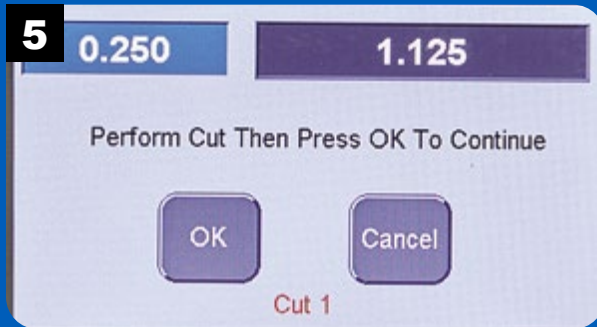 5
0.250 1.125
Perform Cut Then Press OK To Continue
OK Cancel
Cut 1